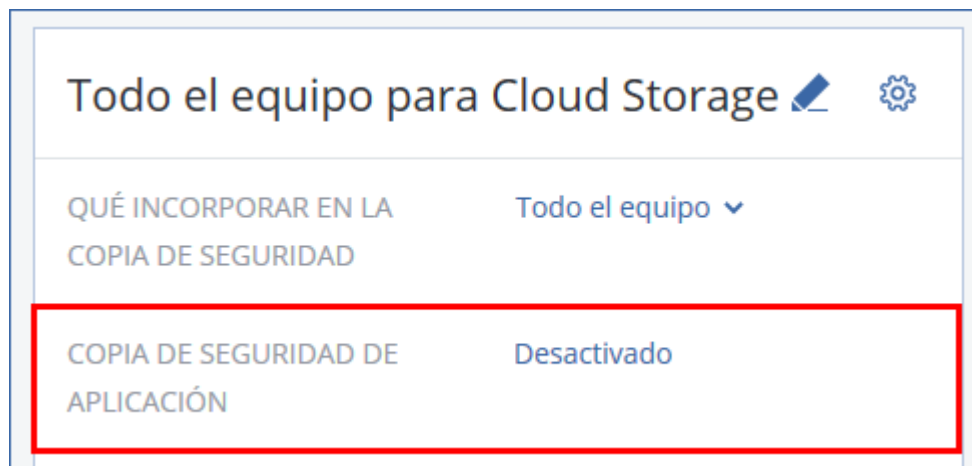 Todo el equipo para Cloud Storage
QUÉ INCORPORAR EN LA
COPIA DE SEGURIDAD
Todo el equipo
COPIA DE SEGURIDAD DE
APLICACIÓN
Desactivado